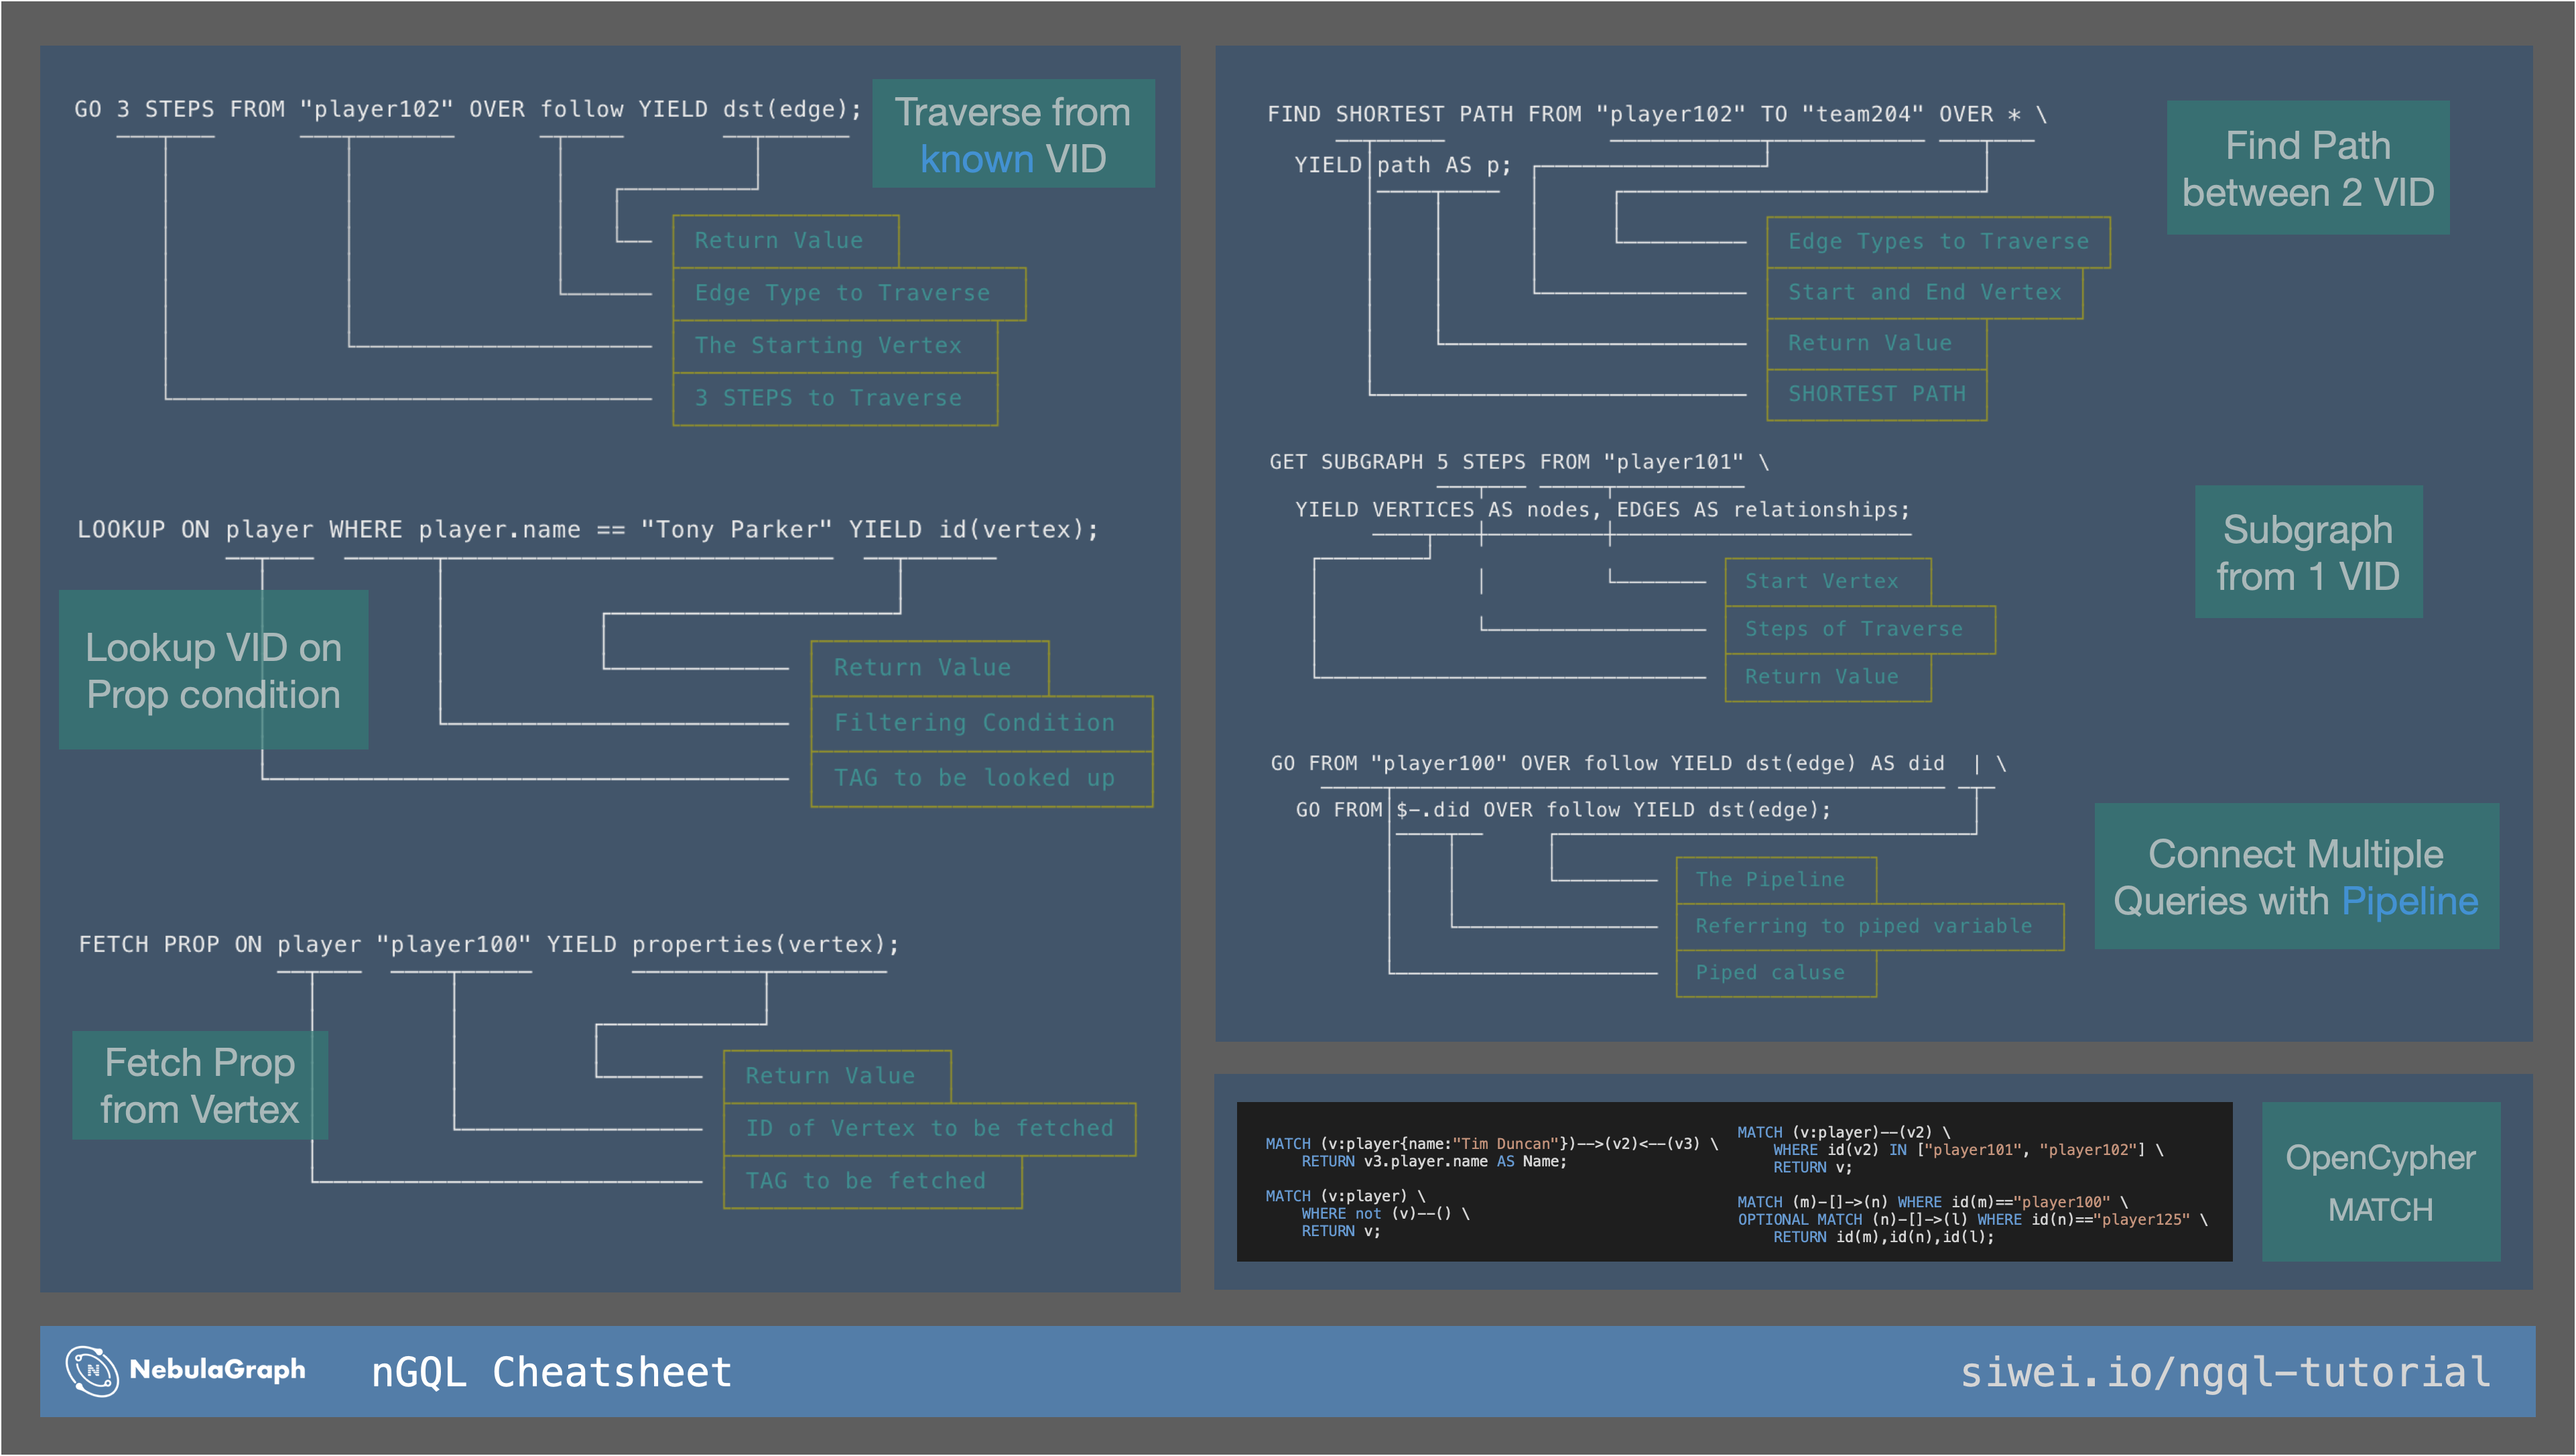 GO 3 STEPS FROM "player102" OVER follow YIELD dst(edge);
Traverse from
known VID
Return Value
Edge Type to Traverse
The Starting Vertex
3 STEPS to Traverse
LOOKUP ON player WHERE player.name == "Tony Parker" YIELD id(vertex);
Lookup VID on
Prop condition
Return Value
Filtering Condition
TAG to be looked up
FETCH PROP ON player "player100" YIELD properties(vertex);
Fetch Prop
from Vertex
Return Value
ID of Vertex to be fetched
TAG to be fetched
FIND SHORTEST PATH FROM "player102" TO "team204" OVER * \
YIELD path AS p;
Find Path
between 2 VID
Edge Types to Traverse
Start and End Vertex
Return Value
SHORTEST PATH
GET SUBGRAPH 5 STEPS FROM "player101" \
YIELD VERTICES AS nodes, EDGES AS relationships;
Subgraph
from 1 VID
Start Vertex
Steps of Traverse
Return Value
GO FROM "player100" OVER follow YIELD dst(edge) AS did | \
GO FROM $-.did OVER follow YIELD dst(edge);
Connect Multiple
Queries with Pipeline
The Pipeline
Referring to piped variable
Piped caluse
MATCH (v:player{name:"Tim Duncan"})-->(v2)<--(v3) \
RETURN v3.player.name AS Name;
MATCH (v:player) \
WHERE not (v)--() \
RETURN v;
MATCH (v:player)--(v2) \
WHERE id(v2) IN ["player101", "player102"] \
RETURN v;
MATCH (m)-[]->(n) WHERE id(m)=="player100" \
OPTIONAL MATCH (n)-[]->(l) WHERE id(n)=="player125" \
RETURN id(m),id(n),id(l);
OpenCypher
MATCH
NebulaGraph
nGQL Cheatsheet
siwei.io/ngql-tutorial